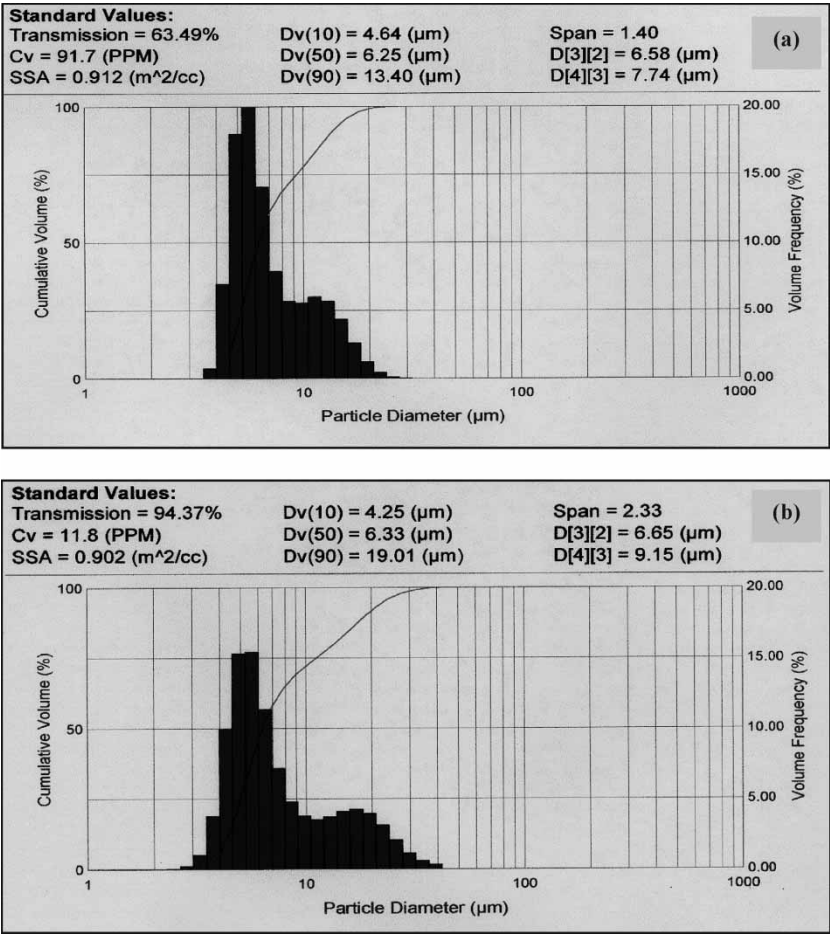 Standard Values:
Transmission = 63.49% Dv(10) = 4.64 (µm) Span = 1.40 (a)
Cv = 91.7 (PPM) Dv(50) = 6.25 (µm) D[3][2] = 6.58 (µm)
SSA = 0.912 (m^2/cc) Dv(90) = 13.40 (µm) D[4][3] = 7.74 (µm)
100 20.00
15.00
50 10.00
5.00
0 0.00
Cumulative Volume (%)
Volume Frequency (%)
1 10 100 1000
Particle Diameter (µm)
Standard Values:
Transmission = 94.37% Dv(10) = 4.25 (µm) Span = 2.33 (b)
Cv = 11.8 (PPM) Dv(50) = 6.33 (µm) D[3][2] = 6.65 (µm)
SSA = 0.902 (m^2/cc) Dv(90) = 19.01 (µm) D[4][3] = 9.15 (µm)
100 20.00
15.00
50 10.00
5.00
0 0.00
Cumulative Volume (%)
Volume Frequency (%)
1 10 100 1000
Particle Diameter (µm)